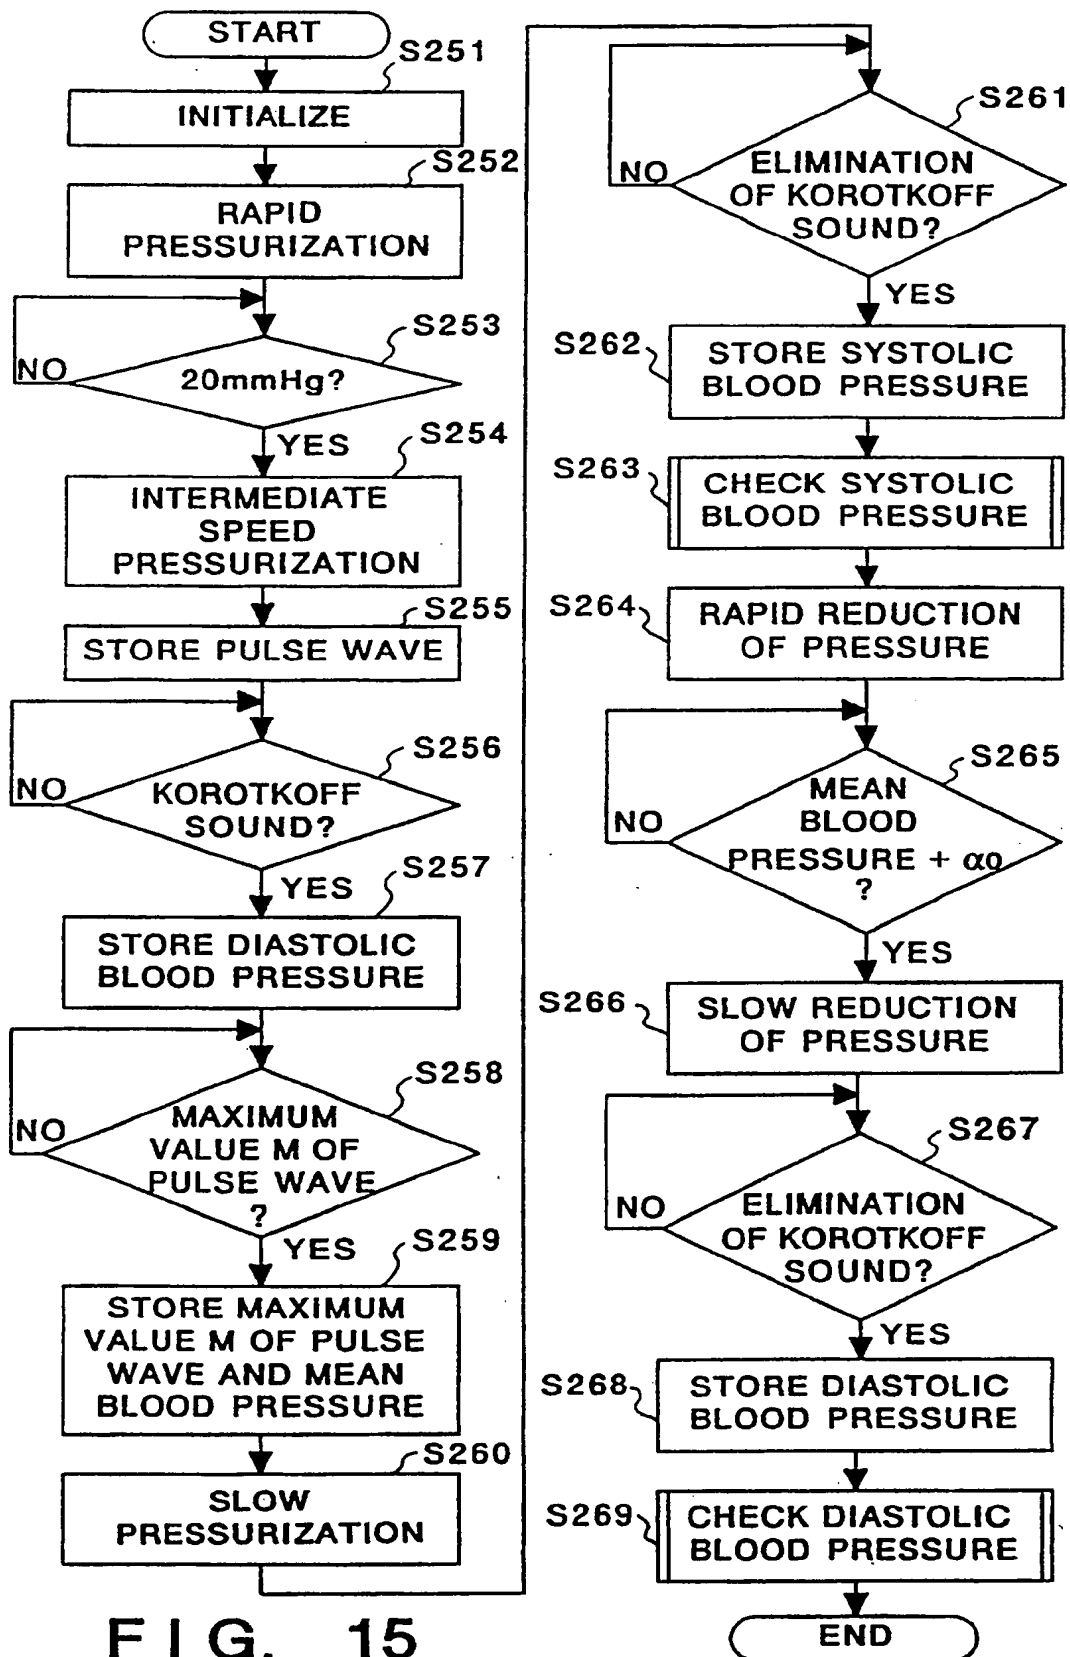 START
S251
INITIALIZE
S252
RAPID
PRESSURIZATION
S253
NO
20mmHg?
YES
S254
INTERMEDIATE
SPEED
PRESSURIZATION
S255
STORE PULSE WAVE
S256
NO
KOROTKOFF
SOUND?
YES
S257
STORE DIASTOLIC
BLOOD PRESSURE
S258
NO
MAXIMUM
VALUE M OF
PULSE WAVE
?
YES
S259
STORE MAXIMUM
VALUE M OF PULSE
WAVE AND MEAN
BLOOD PRESSURE
S260
SLOW
PRESSURIZATION
S261
NO
ELIMINATION
OF KOROTKOFF
SOUND?
YES
S262
STORE SYSTOLIC
BLOOD PRESSURE
S263
CHECK SYSTOLIC
BLOOD PRESSURE
S264
RAPID REDUCTION
OF PRESSURE
S265
NO
MEAN
BLOOD
PRESSURE + α0
?
YES
S266
SLOW REDUCTION
OF PRESSURE
S267
NO
ELIMINATION
OF KOROTKOFF
SOUND?
YES
S268
STORE DIASTOLIC
BLOOD PRESSURE
S269
CHECK DIASTOLIC
BLOOD PRESSURE
END
FIG. 15